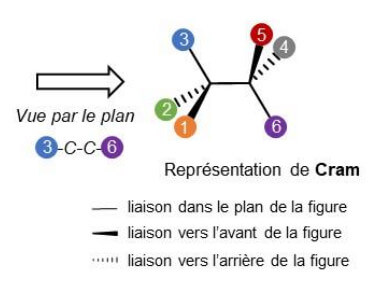 3
5
4
2
1
6
Vue par le plan
3-C-C-6
Représentation de Cram
liaison dans le plan de la figure
liaison vers l'avant de la figure
liaison vers l'arrière de la figure